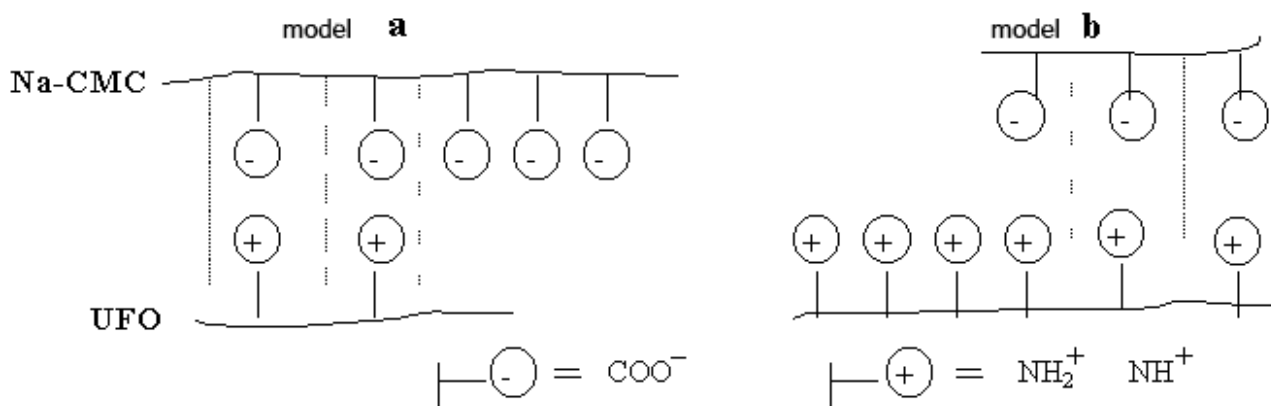 model a
model b
Na-CMC
- - - - -
- - -
+ +
+ + + + + +
UFO
- = COO⁻
+ = NH₂⁺ NH⁺